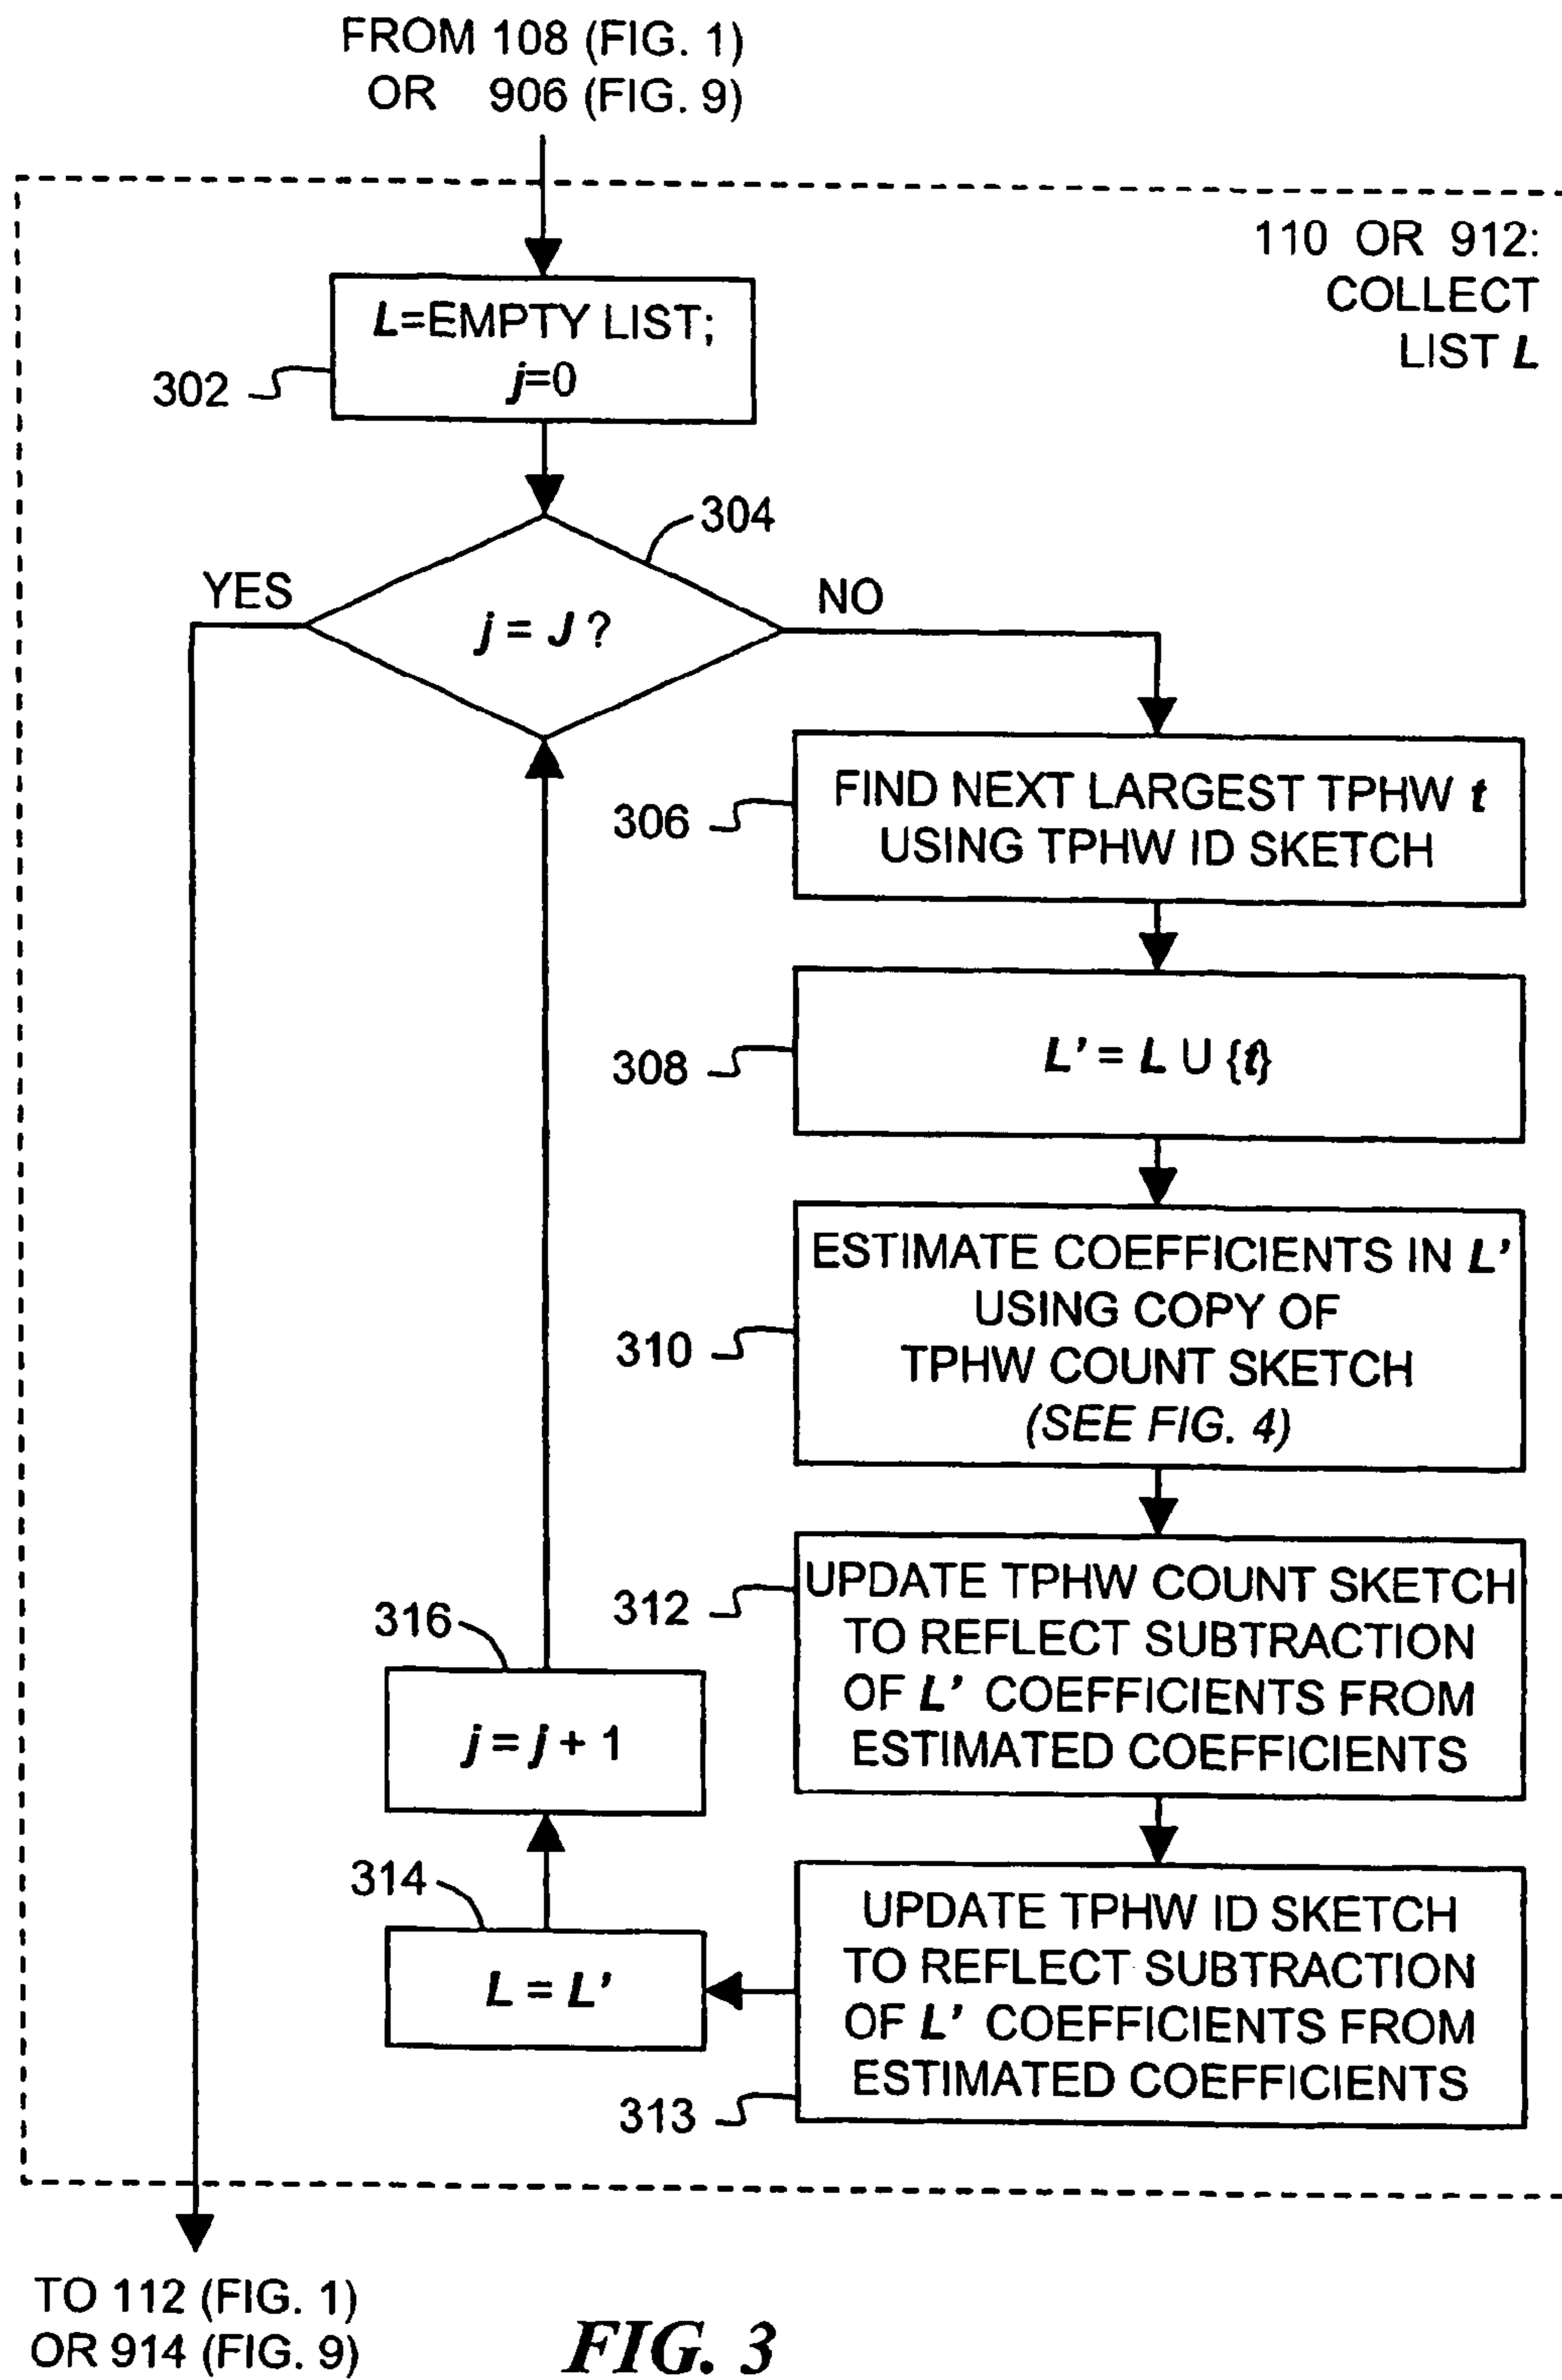 FROM 108 (FIG. 1)
OR 906 (FIG. 9)
110 OR 912:
COLLECT
LIST L
L=EMPTY LIST;
j=0
302
304
YES
NO
j = J ?
FIND NEXT LARGEST TPHW t
USING TPHW ID SKETCH
306
L' = L U {t}
308
ESTIMATE COEFFICIENTS IN L'
USING COPY OF
TPHW COUNT SKETCH
(SEE FIG. 4)
310
UPDATE TPHW COUNT SKETCH
TO REFLECT SUBTRACTION
OF L' COEFFICIENTS FROM
ESTIMATED COEFFICIENTS
312
316
j = j + 1
314
L = L'
UPDATE TPHW ID SKETCH
TO REFLECT SUBTRACTION
OF L' COEFFICIENTS FROM
ESTIMATED COEFFICIENTS
313
TO 112 (FIG. 1)
OR 914 (FIG. 9)
FIG. 3